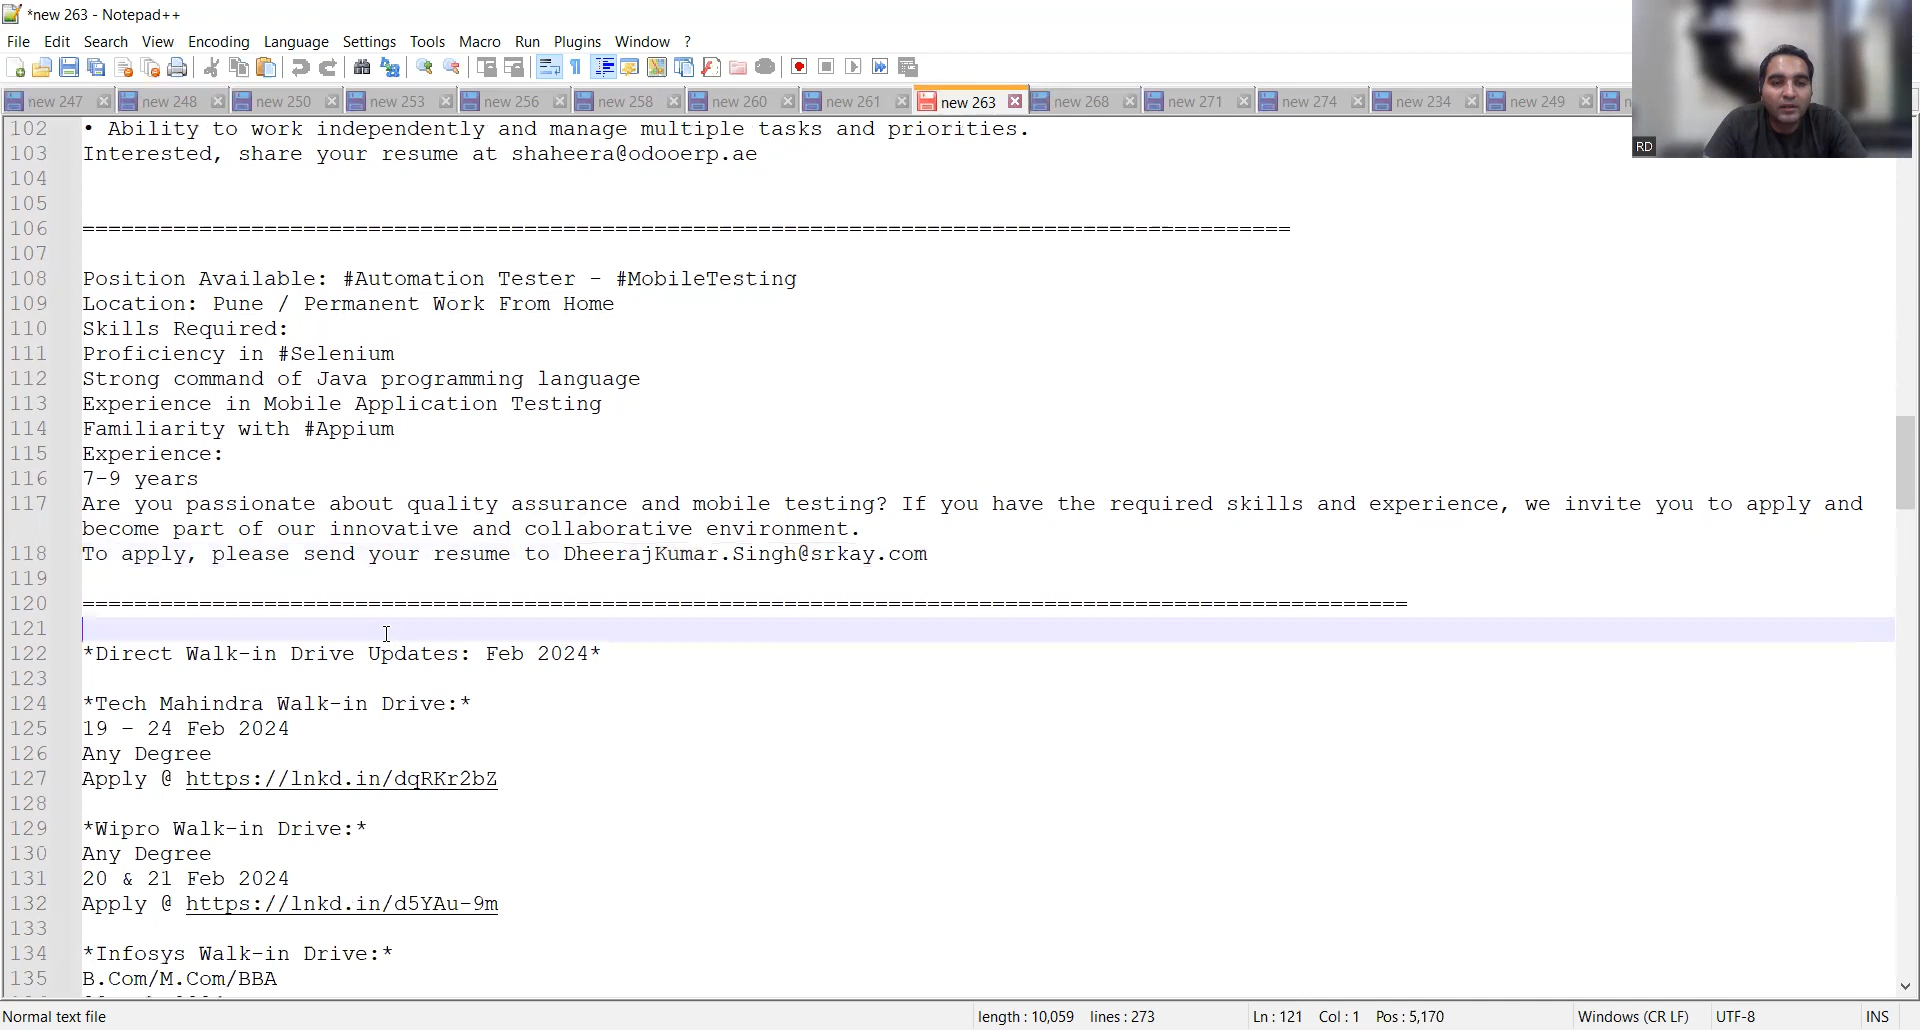 *new 263 - Notepad++
File Edit Search View Encoding Language Settings Tools Macro Run Plugins Window ?
new 247 new 248 new 250 new 253 new 256 new 258 new 260 new 261 new 263 new 268 new 271 new 274 new 234 new 249
RD
102 • Ability to work independently and manage multiple tasks and priorities.
103 Interested, share your resume at shaheera@odooerp.ae
104
105
106 =============================================================================================
107
108 Position Available: #Automation Tester - #MobileTesting
109 Location: Pune / Permanent Work From Home
110 Skills Required:
111 Proficiency in #Selenium
112 Strong command of Java programming language
113 Experience in Mobile Application Testing
114 Familiarity with #Appium
115 Experience:
116 7-9 years
117 Are you passionate about quality assurance and mobile testing? If you have the required skills and experience, we invite you to apply and
become part of our innovative and collaborative environment.
118 To apply, please send your resume to DheerajKumar.Singh@srkay.com
119
120 ======================================================================================================
121
122 *Direct Walk-in Drive Updates: Feb 2024*
123
124 *Tech Mahindra Walk-in Drive:*
125 19 – 24 Feb 2024
126 Any Degree
127 Apply @ https://lnkd.in/dqRKr2bZ
128
129 *Wipro Walk-in Drive:*
130 Any Degree
131 20 & 21 Feb 2024
132 Apply @ https://lnkd.in/d5YAu-9m
133
134 *Infosys Walk-in Drive:*
135 B.Com/M.Com/BBA
Normal text file length : 10,059 lines : 273 Ln : 121 Col : 1 Pos : 5,170 Windows (CR LF) UTF-8 INS